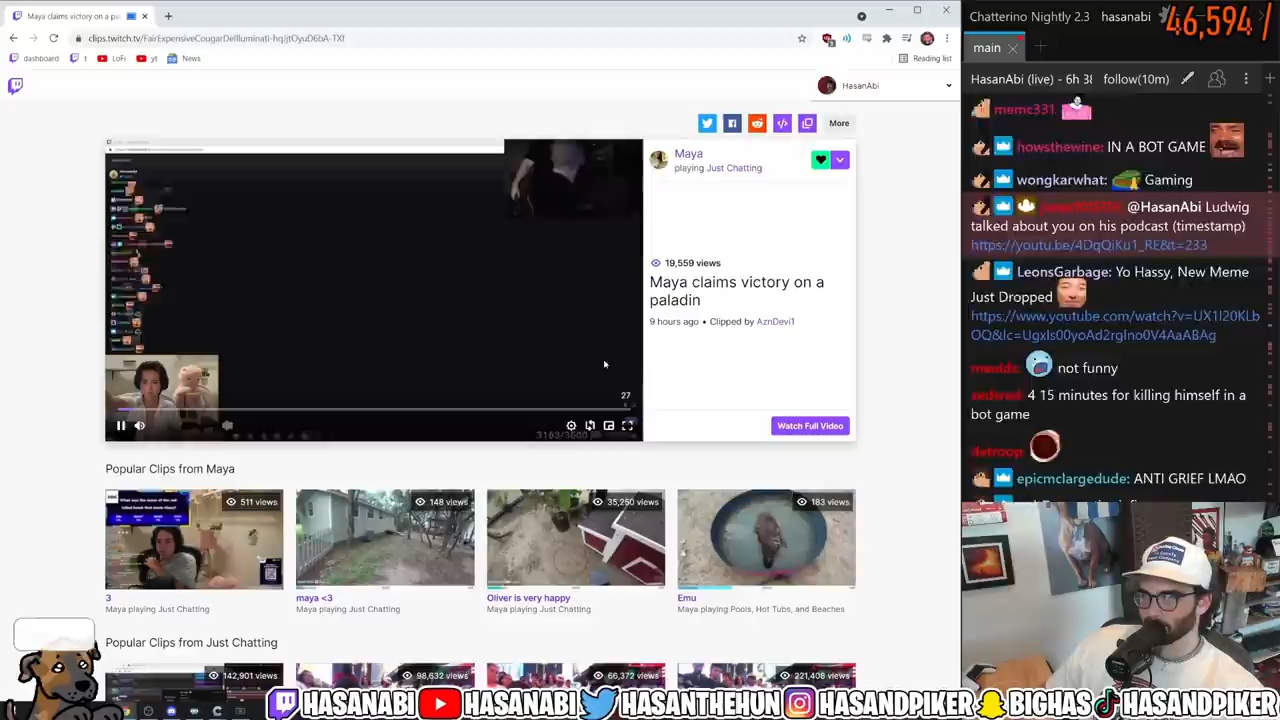 Maya claims victory on a pa
clips.twitch.tv/FairExpensiveCougarDeIlluminati-hqJjtOyuD6bA-TXf
dashboard
t
LoFi
yt
News
Reading list
HasanAbi
More
Maya
playing Just Chatting
19,559 views
Maya claims victory on a
paladin
9 hours ago • Clipped by AznDevi1
27
3163/3500
Watch Full Video
Popular Clips from Maya
511 views
148 views
35,250 views
183 views
3
maya <3
Oliver is very happy
Emu
Maya playing Just Chatting
Maya playing Just Chatting
Maya playing Just Chatting
Maya playing Pools, Hot Tubs, and Beaches
Popular Clips from Just Chatting
142,901 views
98,632 views
66,372 views
221,408 views
Chatterino Nightly 2.3
hasanabi
46,594 /
main
HasanAbi (live) - 6h 38
follow(10m)
memc331
howsthewine: IN A BOT GAME
wongkarwhat: Gaming
@HasanAbi Ludwig
talked about you on his podcast (timestamp)
https://youtu.be/4DqQiKu1_RE&t=233
LeonsGarbage: Yo Hassy, New Meme
Just Dropped
https://www.youtube.com/watch?v=UX1I20KLb
OQ&lc=UgxIs00yoAd2rgIno0V4AaABAg
not funny
4 15 minutes for killing himself in a
bot game
epicmclargedude: ANTI GRIEF LMAO
HASANABI
HASANABI
HASANTHEHUN
HASANDPIKER
BIGHAS
HASANDPIKER